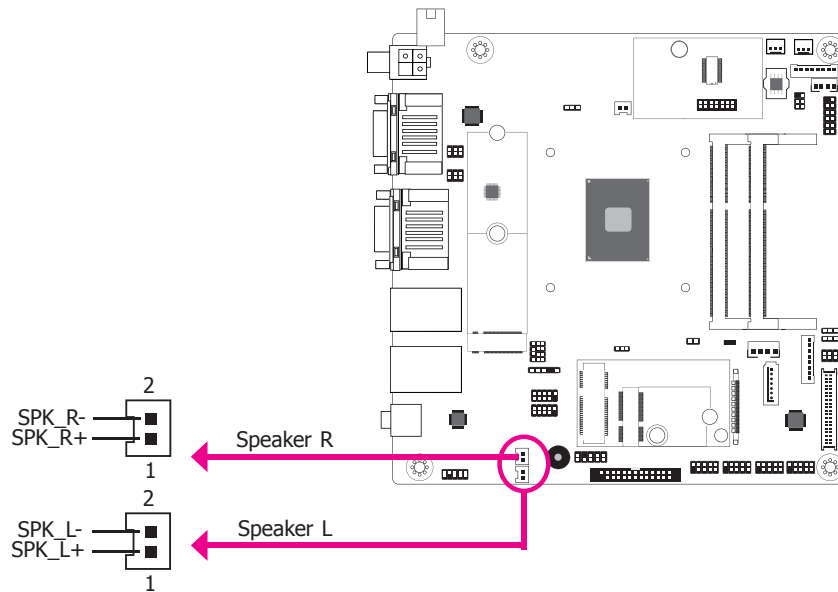 2
SPK_R-
SPK_R+
Speaker R
1
2
SPK_L-
SPK_L+
Speaker L
1